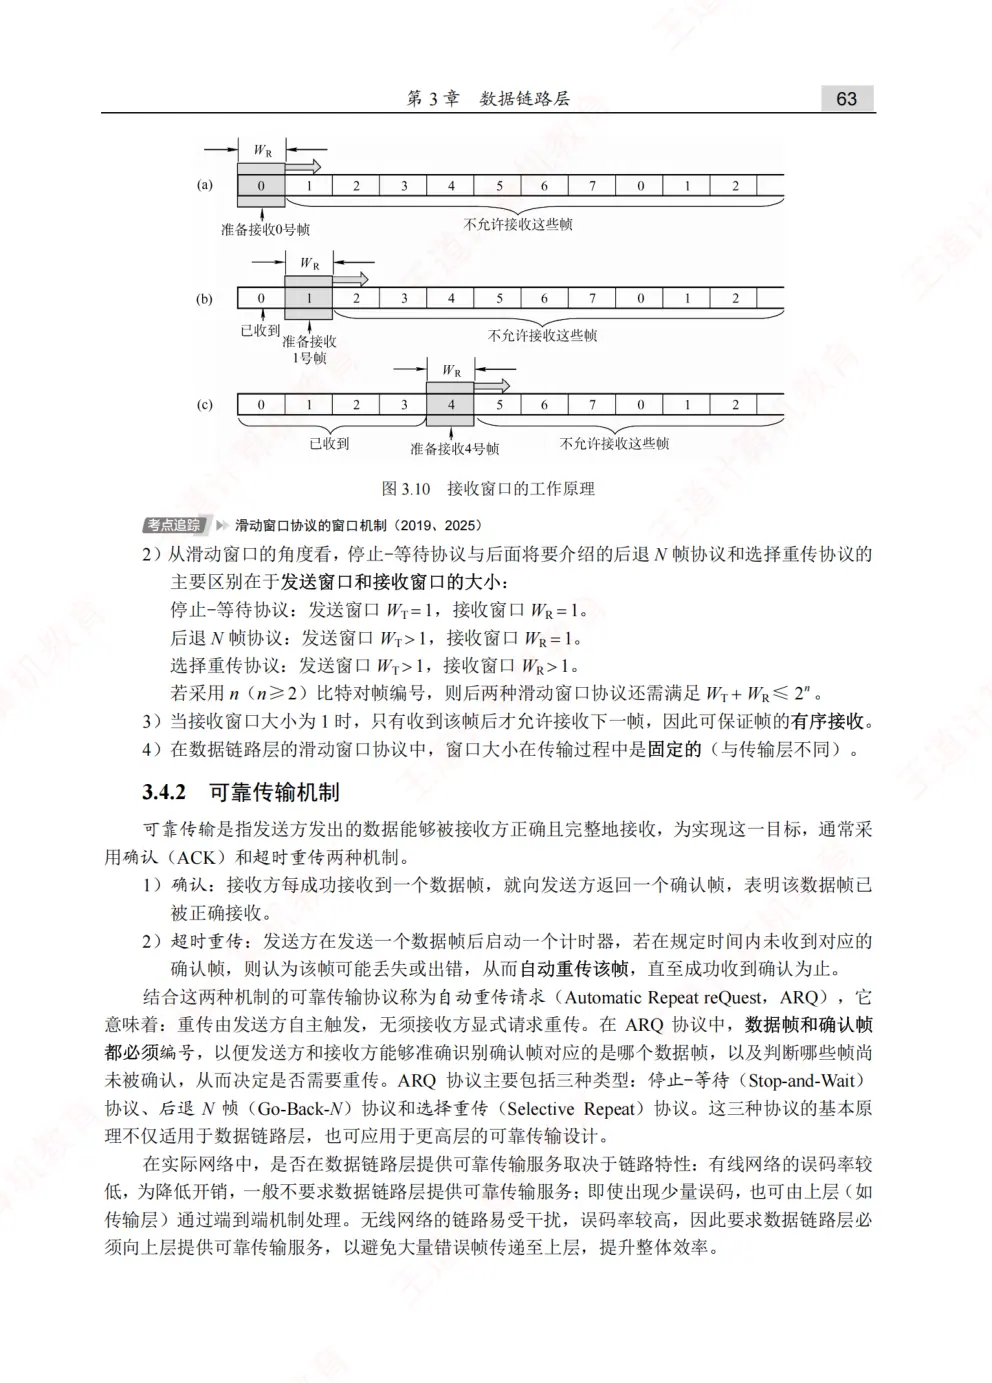 第 3 章 数据链路层 63
W_R
(a) 0 1 2 3 4 5 6 7 0 1 2
准备接收0号帧 不允许接收这些帧
W_R
(b) 0 1 2 3 4 5 6 7 0 1 2
已收到 准备接收 不允许接收这些帧
1号帧
W_R
(c) 0 1 2 3 4 5 6 7 0 1 2
已收到 准备接收4号帧 不允许接收这些帧
图 3.10 接收窗口的工作原理
考点追踪 滑动窗口协议的窗口机制（2019、2025）
2）从滑动窗口的角度看，停止-等待协议与后面将要介绍的后退 N 帧协议和选择重传协议的
主要区别在于发送窗口和接收窗口的大小：
停止-等待协议：发送窗口 W_T = 1，接收窗口 W_R = 1。
后退 N 帧协议：发送窗口 W_T > 1，接收窗口 W_R = 1。
选择重传协议：发送窗口 W_T > 1，接收窗口 W_R > 1。
若采用 n（n≥2）比特对帧编号，则后两种滑动窗口协议还需满足 W_T + W_R ≤ 2^n。
3）当接收窗口大小为 1 时，只有收到该帧后才允许接收下一帧，因此可保证帧的有序接收。
4）在数据链路层的滑动窗口协议中，窗口大小在传输过程中是固定的（与传输层不同）。
3.4.2 可靠传输机制
可靠传输是指发送方发出的数据能够被接收方正确且完整地接收，为实现这一目标，通常采
用确认（ACK）和超时重传两种机制。
1）确认：接收方每成功接收到一个数据帧，就向发送方返回一个确认帧，表明该数据帧已
被正确接收。
2）超时重传：发送方在发送一个数据帧后启动一个计时器，若在规定时间内未收到对应的
确认帧，则认为该帧可能丢失或出错，从而自动重传该帧，直至成功收到确认为止。
结合这两种机制的可靠传输协议称为自动重传请求（Automatic Repeat reQuest，ARQ），它
意味着：重传由发送方自主触发，无须接收方显式请求重传。在 ARQ 协议中，数据帧和确认帧
都必须编号，以便发送方和接收方能够准确识别确认帧对应的是哪个数据帧，以及判断哪些帧尚
未被确认，从而决定是否需要重传。ARQ 协议主要包括三种类型：停止-等待（Stop-and-Wait）
协议、后退 N 帧（Go-Back-N）协议和选择重传（Selective Repeat）协议。这三种协议的基本原
理不仅适用于数据链路层，也可应用于更高层的可靠传输设计。
在实际网络中，是否在数据链路层提供可靠传输服务取决于链路特性：有线网络的误码率较
低，为降低开销，一般不要求数据链路层提供可靠传输服务；即使出现少量误码，也可由上层（如
传输层）通过端到端机制处理。无线网络的链路易受干扰，误码率较高，因此要求数据链路层必
须向上层提供可靠传输服务，以避免大量错误帧传递至上层，提升整体效率。